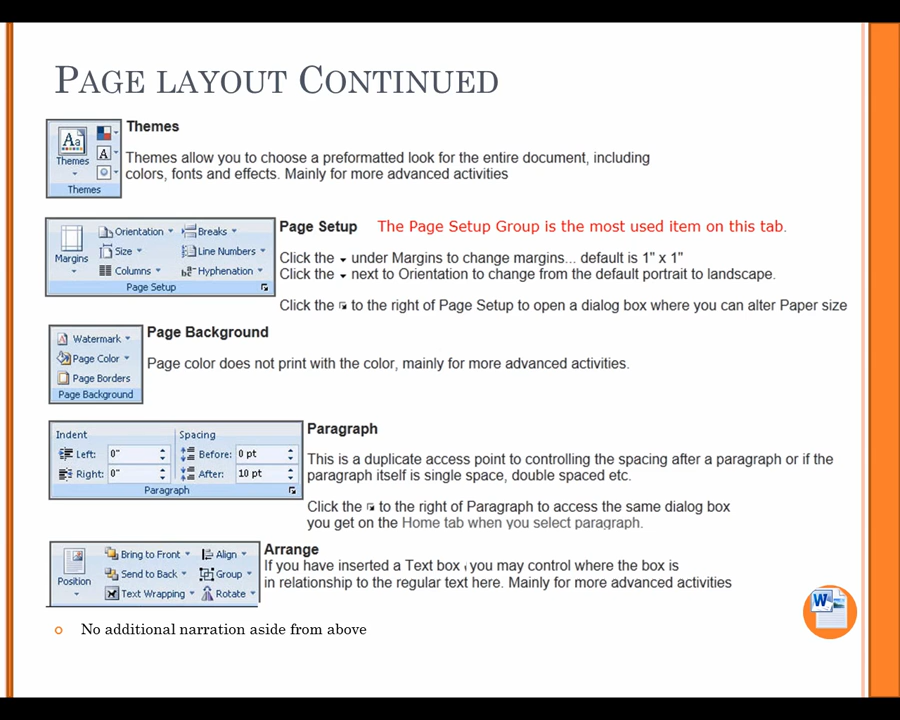 PAGE LAYOUT CONTINUED
Themes
Themes
Themes
Themes allow you to choose a preformatted look for the entire document, including
colors, fonts and effects. Mainly for more advanced activities
Margins
Orientation
Size
Columns
Breaks
Line Numbers
Hyphenation
Page Setup
Page Setup The Page Setup Group is the most used item on this tab.
Click the under Margins to change margins... default is 1" x 1"
Click the next to Orientation to change from the default portrait to landscape.
Click the to the right of Page Setup to open a dialog box where you can alter Paper size
Watermark
Page Color
Page Borders
Page Background
Page Background
Page color does not print with the color, mainly for more advanced activities.
Indent Spacing
Left: 0" Before: 0 pt
Right: 0" After: 10 pt
Paragraph
Paragraph
This is a duplicate access point to controlling the spacing after a paragraph or if the
paragraph itself is single space, double spaced etc.
Click the to the right of Paragraph to access the same dialog box
you get on the Home tab when you select paragraph.
Position
Bring to Front Align
Send to Back Group
Text Wrapping Rotate
Arrange
If you have inserted a Text box , you may control where the box is
in relationship to the regular text here. Mainly for more advanced activities
No additional narration aside from above
W